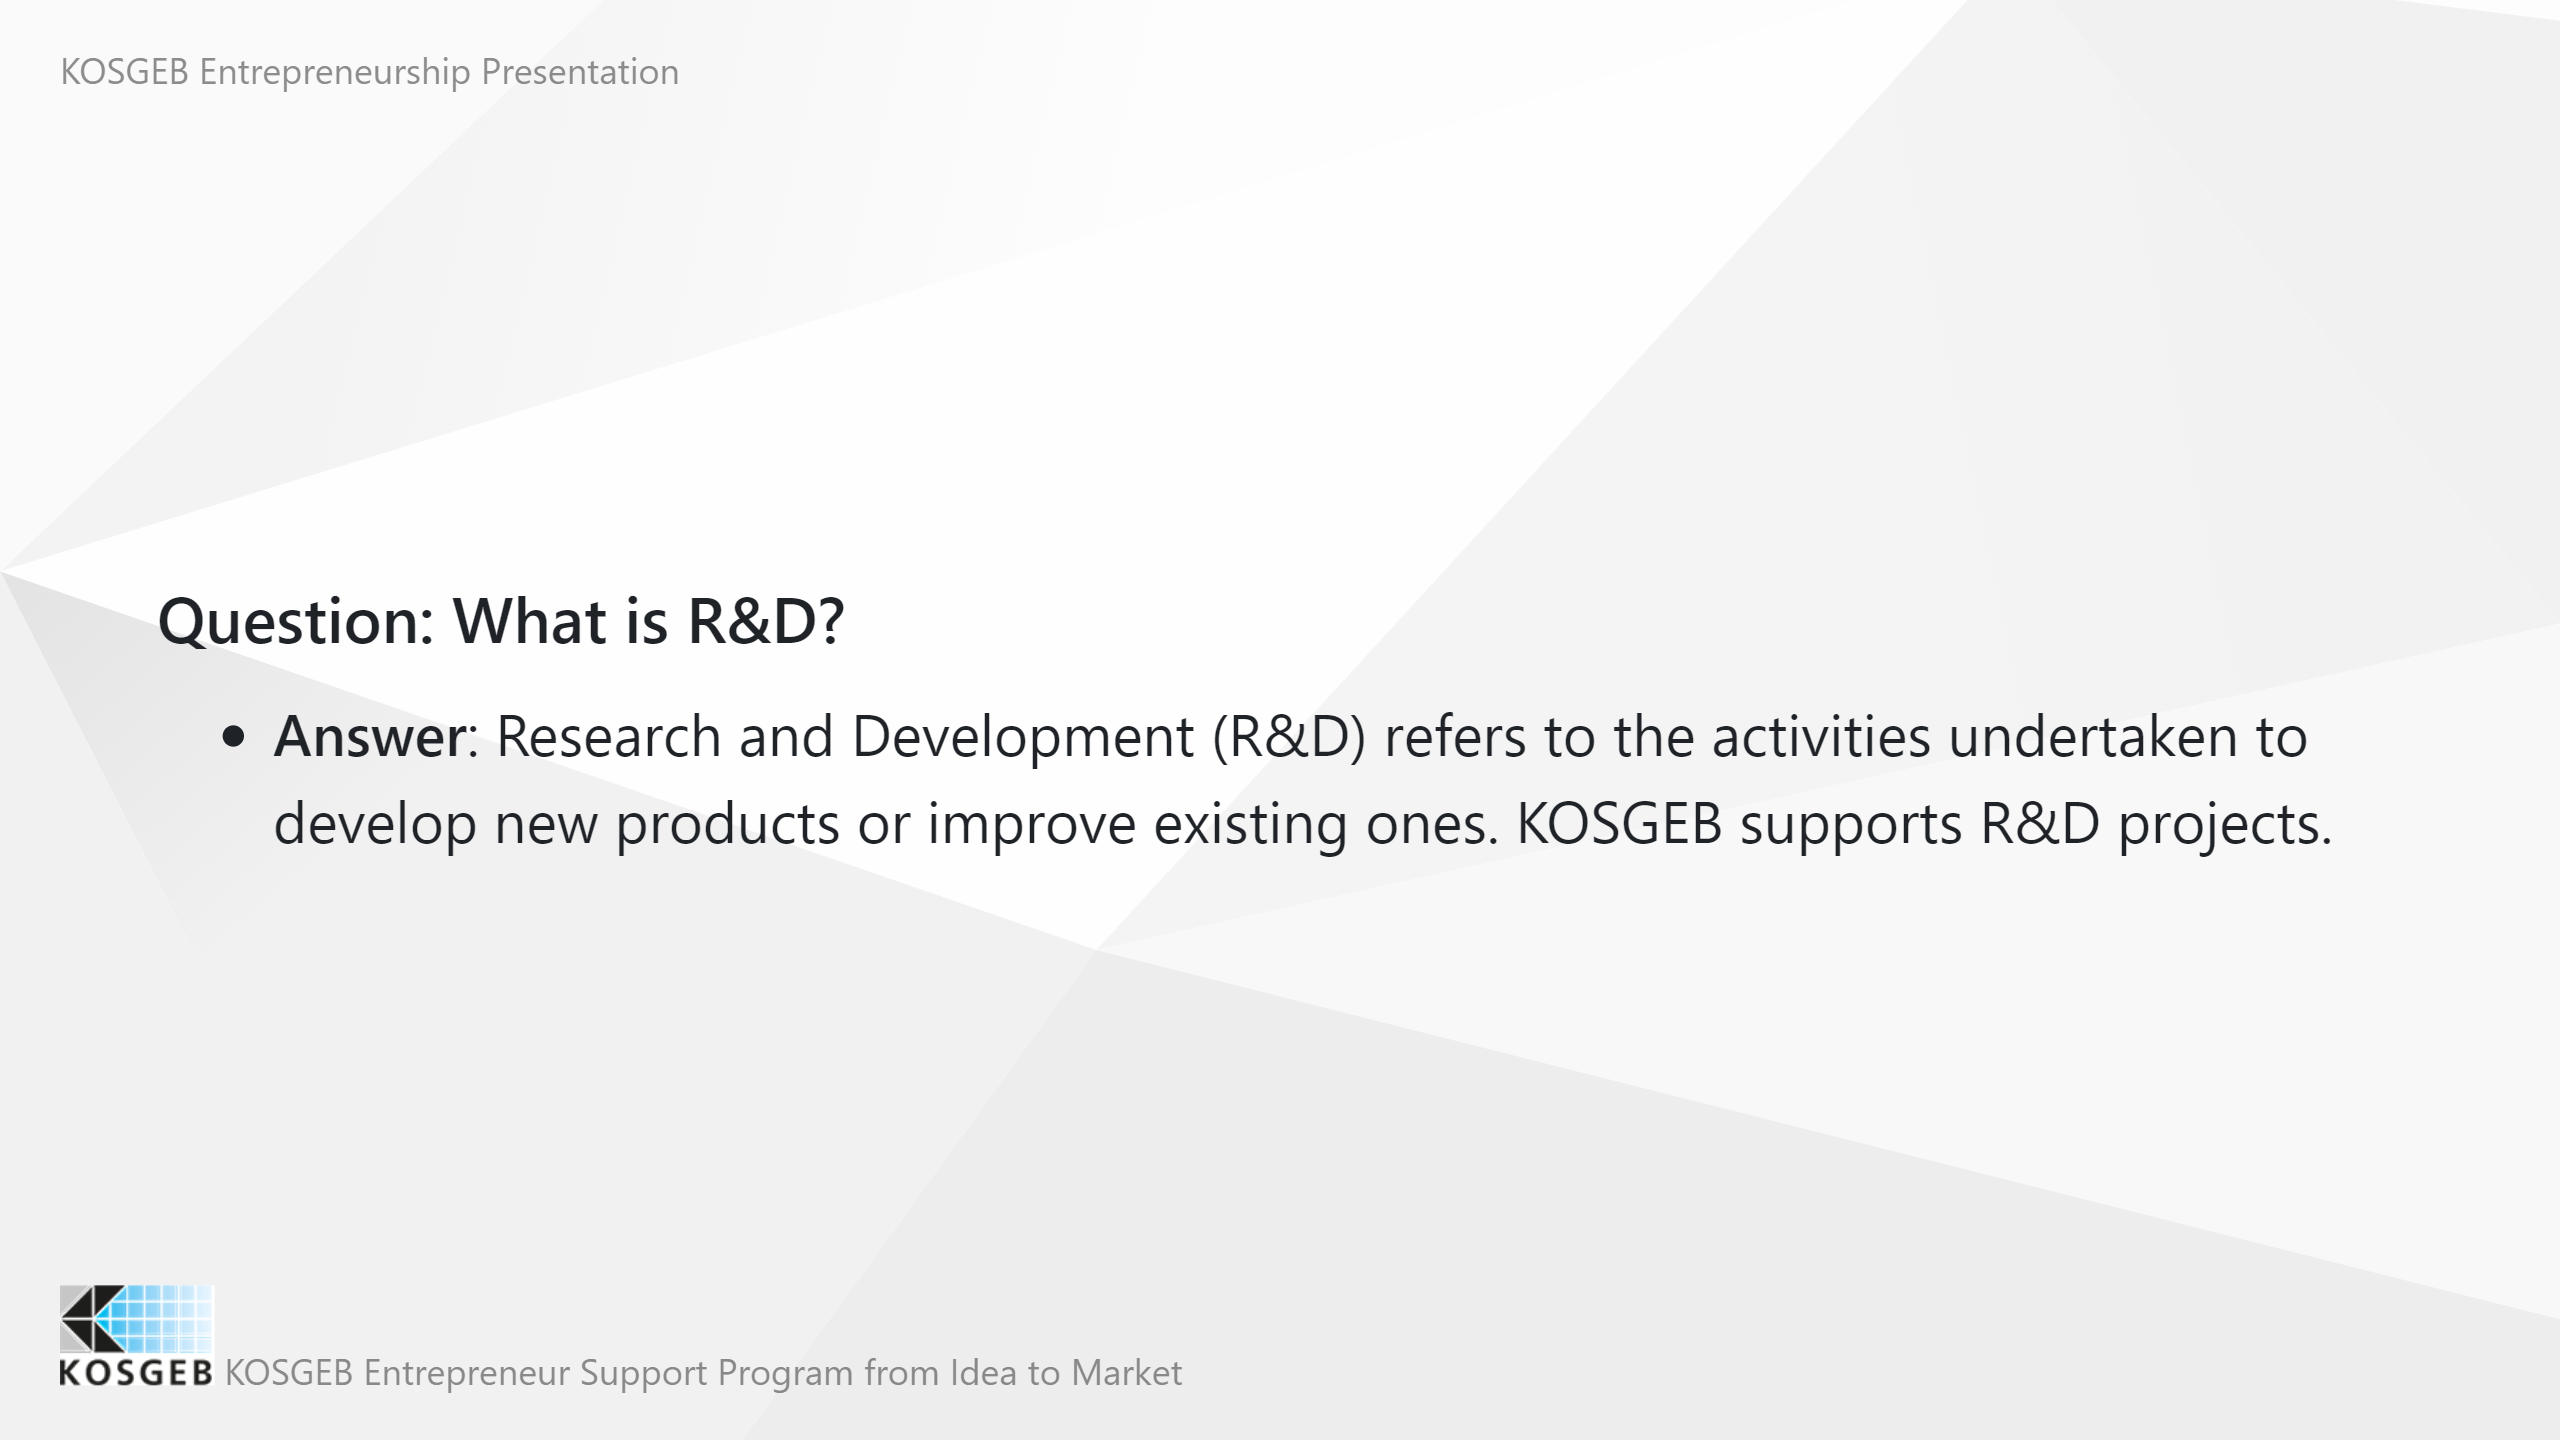 KOSGEB Entrepreneurship Presentation
Question: What is R&D?
• Answer: Research and Development (R&D) refers to the activities undertaken to
develop new products or improve existing ones. KOSGEB supports R&D projects.
KOSGEB KOSGEB Entrepreneur Support Program from Idea to Market